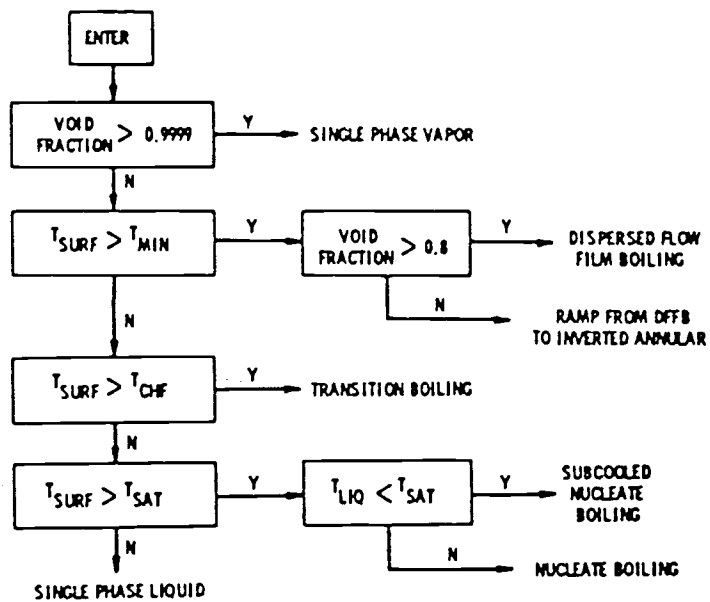 ENTER
VOID
FRACTION > 0.9999
Y
SINGLE PHASE VAPOR
N
T_SURF > T_MIN
Y
VOID
FRACTION > 0.8
Y
DISPERSED FLOW
FILM BOILING
N
RAMP FROM DFFB
TO INVERTED ANNULAR
N
T_SURF > T_CHF
Y
TRANSITION BOILING
N
T_SURF > T_SAT
Y
T_LIQ < T_SAT
Y
SUBCOOLED
NUCLEATE
BOILING
N
NUCLEATE BOILING
N
SINGLE PHASE LIQUID